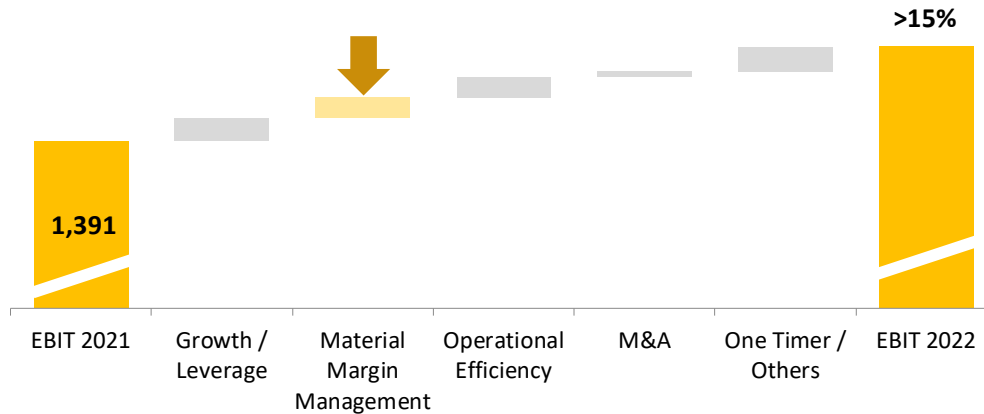 >15%
1,391
EBIT 2021
Growth /
Leverage
Material
Margin
Management
Operational
Efficiency
M&A
One Timer /
Others
EBIT 2022